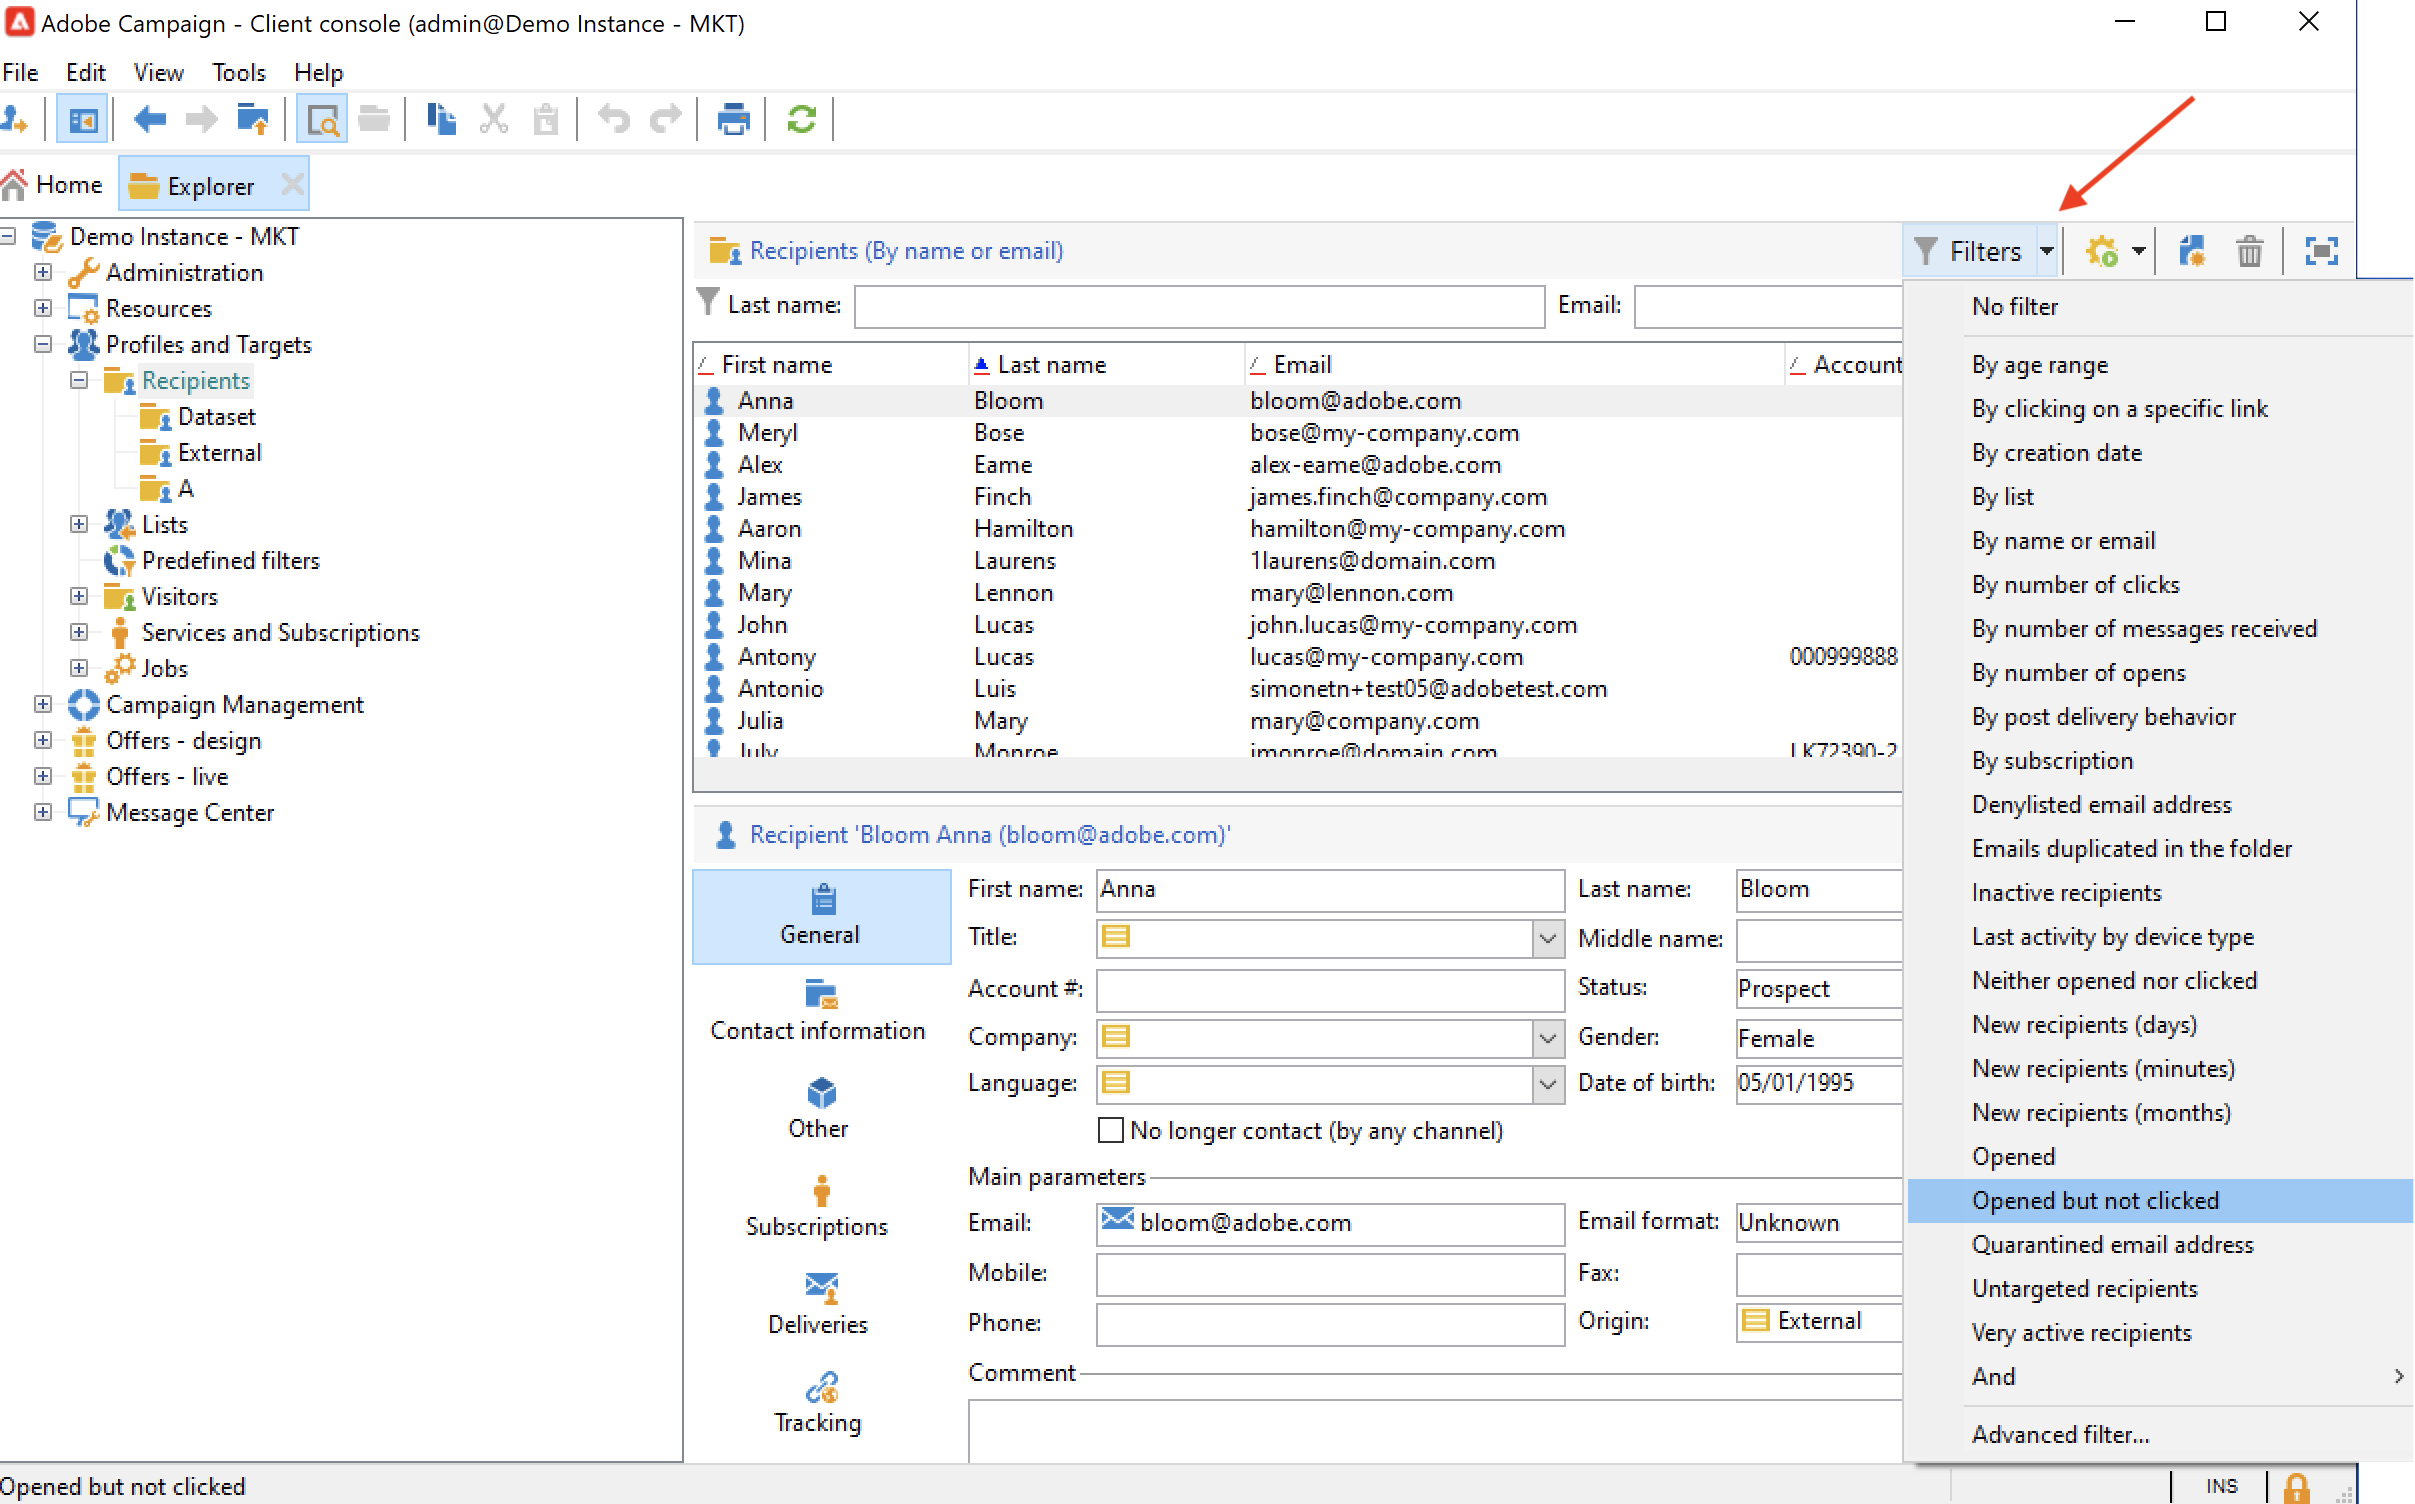 Adobe Campaign - Client console (admin@Demo Instance - MKT)
File Edit View Tools Help
Home Explorer
Demo Instance - MKT
Administration
Resources
Profiles and Targets
Recipients
Dataset
External
A
Lists
Predefined filters
Visitors
Services and Subscriptions
Jobs
Campaign Management
Offers - design
Offers - live
Message Center
Recipients (By name or email)
Filters
Last name: Email:
First name Last name Email Account
Anna Bloom bloom@adobe.com
Meryl Bose bose@my-company.com
Alex Eame alex-eame@adobe.com
James Finch james.finch@company.com
Aaron Hamilton hamilton@my-company.com
Mina Laurens 1laurens@domain.com
Mary Lennon mary@lennon.com
John Lucas john.lucas@my-company.com
Antony Lucas lucas@my-company.com 000999888
Antonio Luis simonetn+test05@adobetest.com
Julia Mary mary@company.com
July Monroe jmonroe@domain.com LK72390-2
Recipient 'Bloom Anna (bloom@adobe.com)'
General
Contact information
Other
Subscriptions
Deliveries
Tracking
First name: Anna Last name: Bloom
Title: Middle name:
Account #: Status: Prospect
Company: Gender: Female
Language: Date of birth: 05/01/1995
No longer contact (by any channel)
Main parameters
Email: bloom@adobe.com Email format: Unknown
Mobile: Fax:
Phone: Origin: External
Comment
No filter
By age range
By clicking on a specific link
By creation date
By list
By name or email
By number of clicks
By number of messages received
By number of opens
By post delivery behavior
By subscription
Denylisted email address
Emails duplicated in the folder
Inactive recipients
Last activity by device type
Neither opened nor clicked
New recipients (days)
New recipients (minutes)
New recipients (months)
Opened
Opened but not clicked
Quarantined email address
Untargeted recipients
Very active recipients
And
Advanced filter...
Opened but not clicked INS